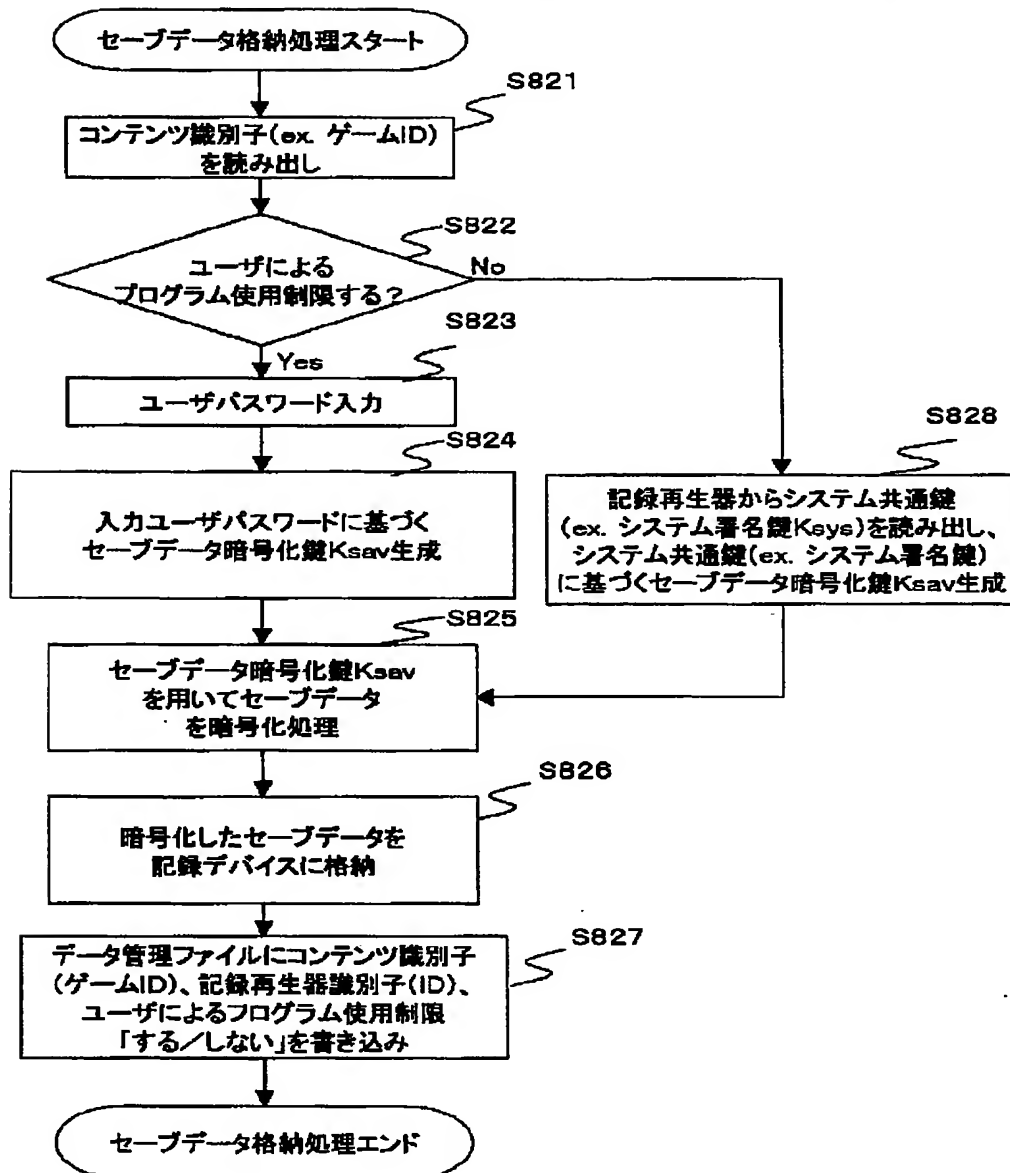 セーブデータ格納処理スタート
S821
コンテンツ識別子(ex. ゲームID)
を読み出し
S822
ユーザによる
プログラム使用制限する?
No
Yes
S823
ユーザパスワード入力
S824
入力ユーザパスワードに基づく
セーブデータ暗号化鍵Ksav生成
S828
記録再生器からシステム共通鍵
(ex. システム署名鍵Ksys)を読み出し、
システム共通鍵(ex. システム署名鍵)
に基づくセーブデータ暗号化鍵Ksav生成
S825
セーブデータ暗号化鍵Ksav
を用いてセーブデータ
を暗号化処理
S826
暗号化したセーブデータを
記録デバイスに格納
S827
データ管理ファイルにコンテンツ識別子
(ゲームID)、記録再生器識別子(ID)、
ユーザによるプログラム使用制限
「する/しない」を書き込み
セーブデータ格納処理エンド